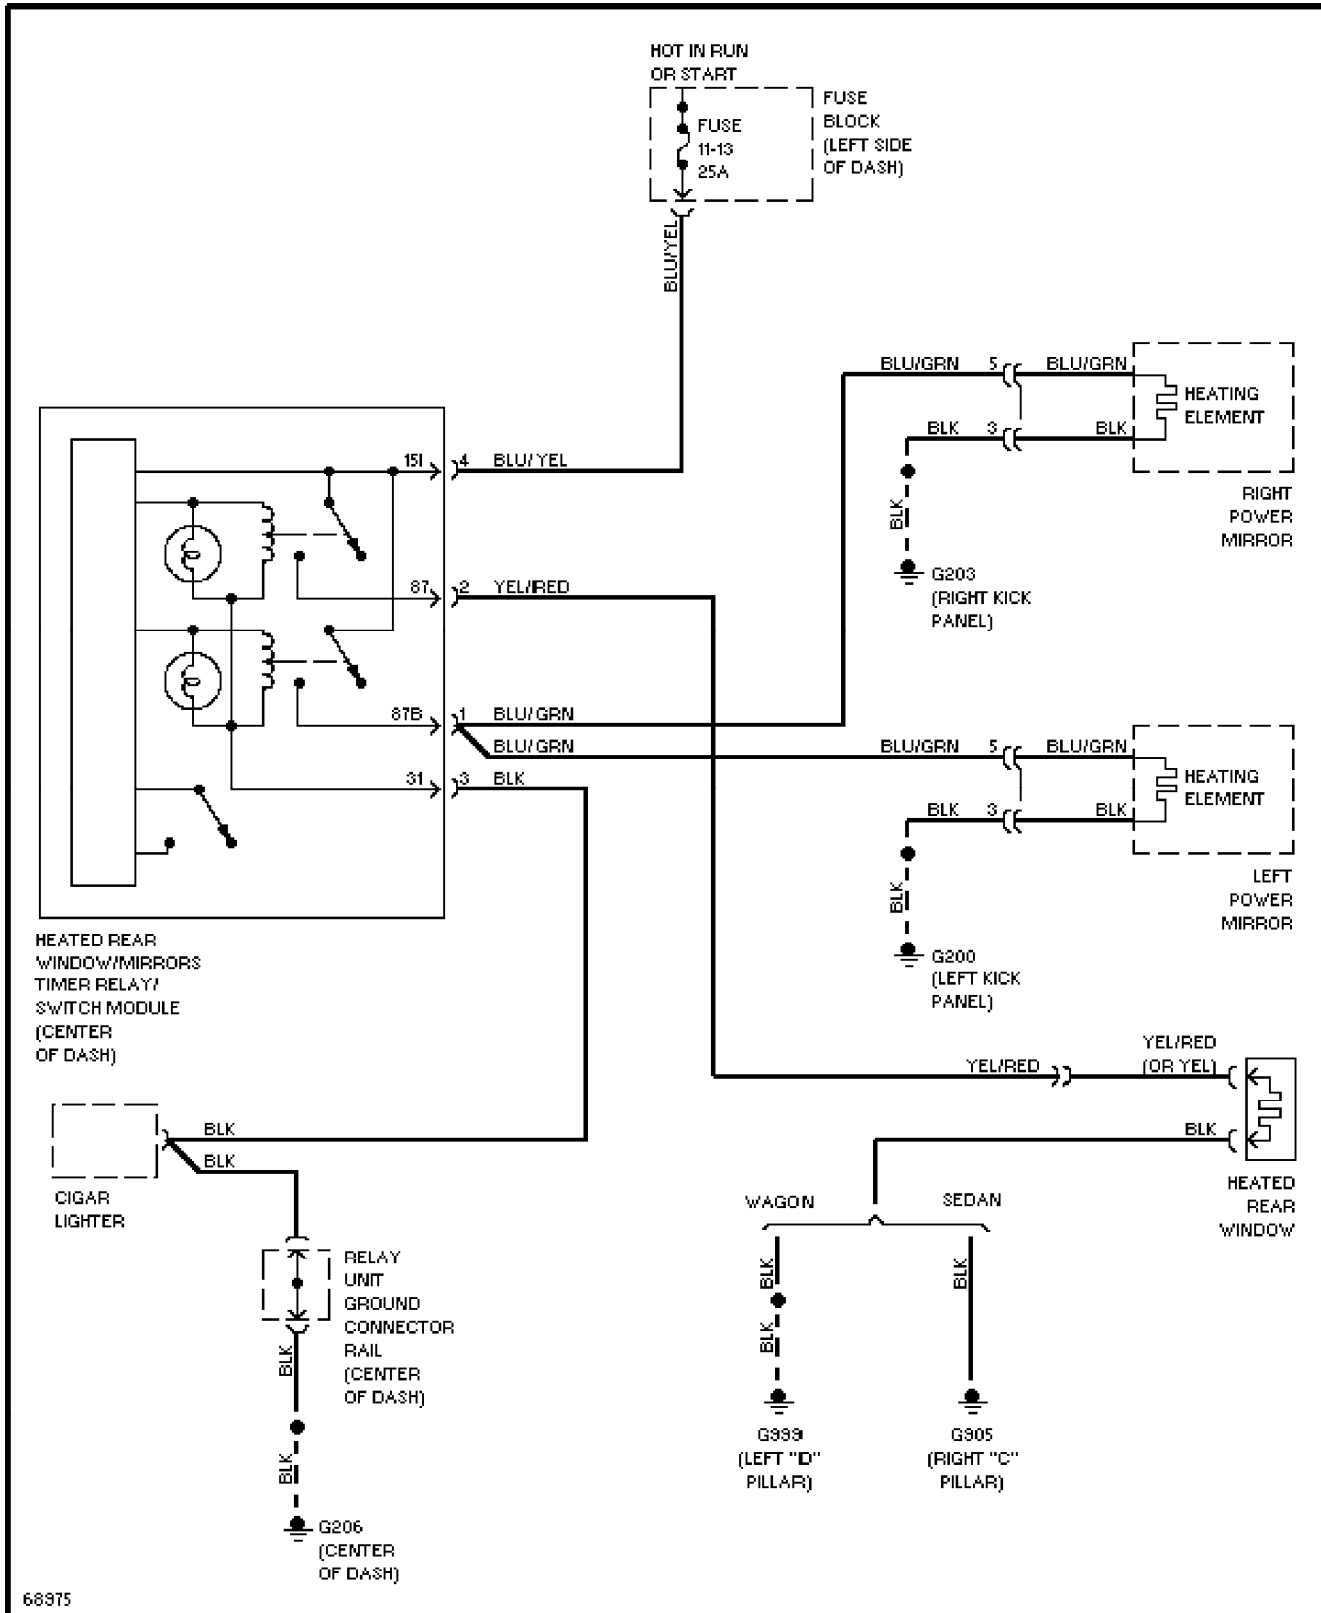 HOT IN RUN
OR START
FUSE
BLOCK
(LEFT SIDE
OF DASH)
FUSE
11-13
25A
BLU/YEL
BLU/GRN 5 BLU/GRN
HEATING
ELEMENT
BLK 3 BLK
RIGHT
POWER
MIRROR
BLK
G203
(RIGHT KICK
PANEL)
15I 4 BLU/YEL
87 2 YEL/RED
87B 1 BLU/GRN
BLU/GRN
31 3 BLK
BLU/GRN 5 BLU/GRN
HEATING
ELEMENT
BLK 3 BLK
LEFT
POWER
MIRROR
BLK
G200
(LEFT KICK
PANEL)
HEATED REAR
WINDOW/MIRRORS
TIMER RELAY/
SWITCH MODULE
(CENTER
OF DASH)
YEL/RED
YEL/RED (OR YEL)
BLK
HEATED
REAR
WINDOW
BLK
BLK
CIGAR
LIGHTER
WAGON SEDAN
BLK
BLK
BLK
G999
(LEFT "D"
PILLAR)
G905
(RIGHT "C"
PILLAR)
RELAY
UNIT
GROUND
CONNECTOR
RAIL
(CENTER
OF DASH)
BLK
BLK
G206
(CENTER
OF DASH)
68975